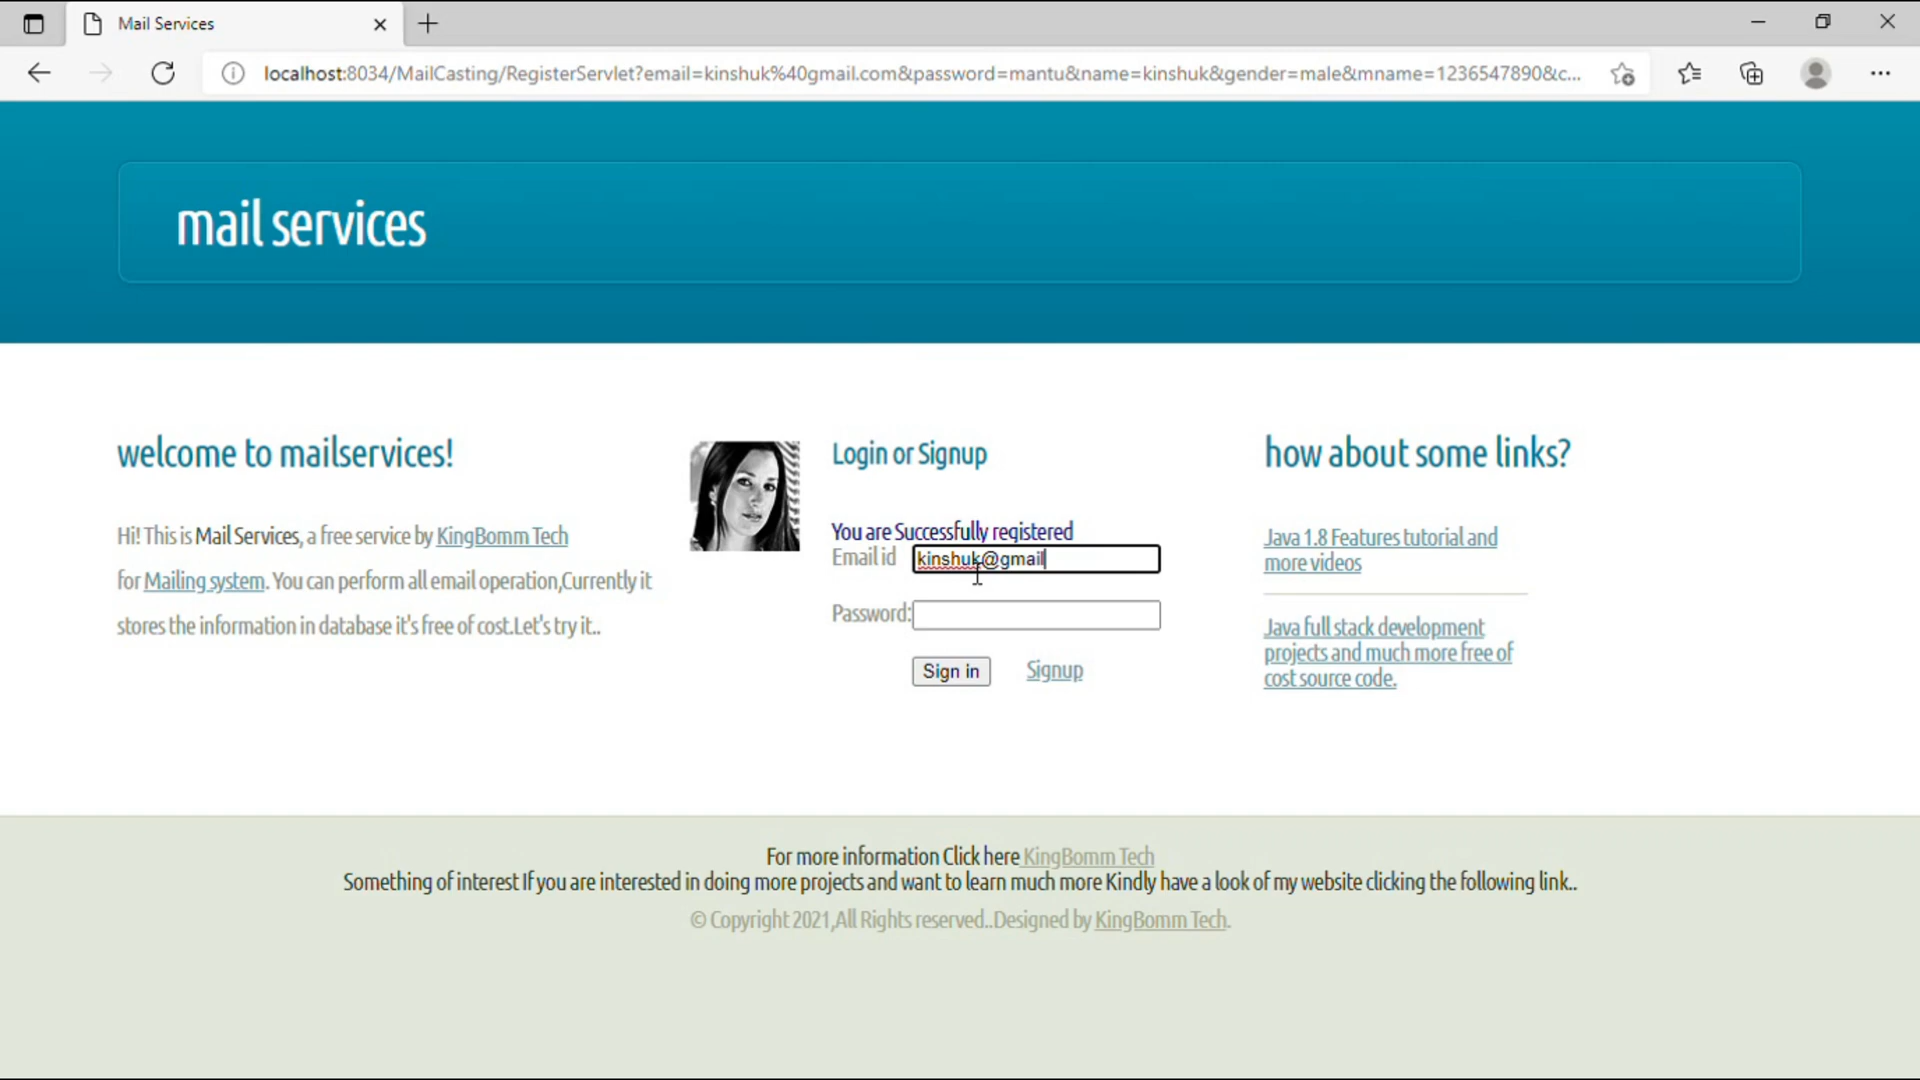 Mail Services
localhost:8034/MailCasting/RegisterServlet?email=kinshuk%40gmail.com&password=mantu&name=kinshuk&gender=male&mname=1236547890&c...
mail services
welcome to mailservices!
Hi! This is Mail Services, a free service by KingBomm Tech
for Mailing system. You can perform all email operation,Currently it
stores the information in database it's free of cost.Let's try it..
Login or Signup
You are Successfully registered
Email id kinshuk@gmail
Password:
Sign in Signup
how about some links?
Java 1.8 Features tutorial and
more videos
Java full stack development
projects and much more free of
cost source code.
For more information Click here KingBomm Tech
Something of interest If you are interested in doing more projects and want to learn much more Kindly have a look of my website clicking the following link..
© Copyright 2021,All Rights reserved..Designed by KingBomm Tech.